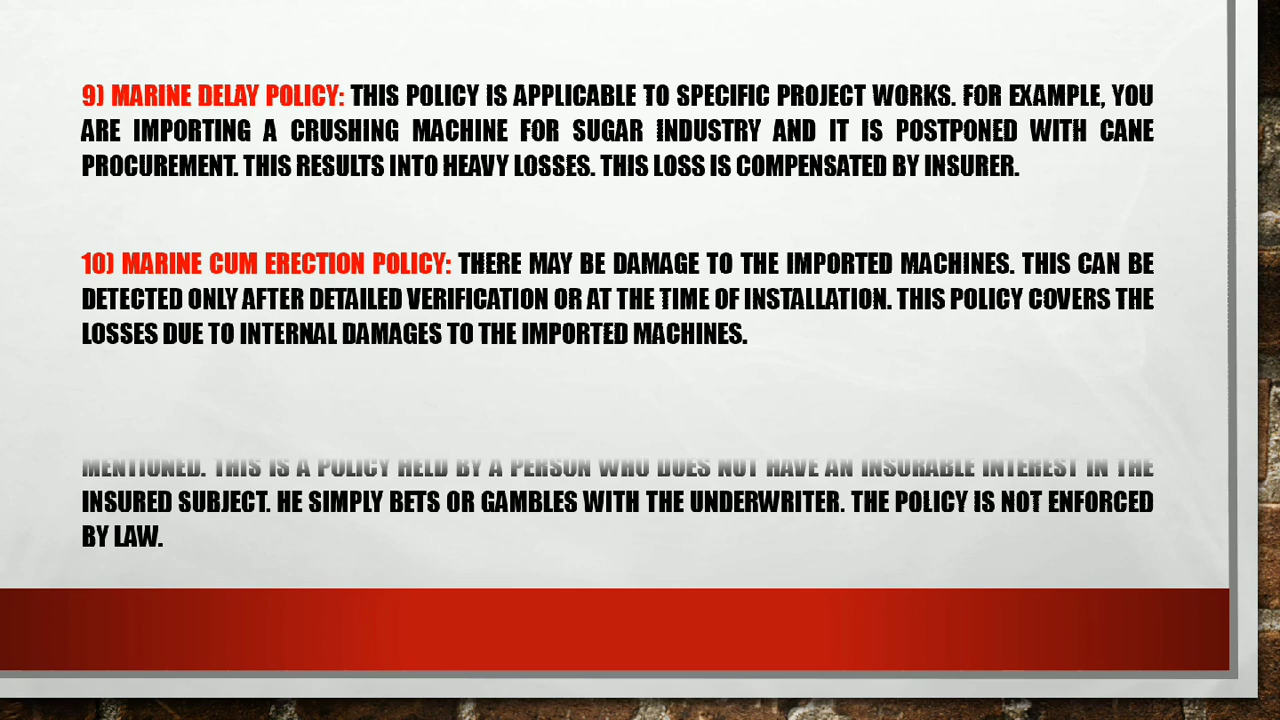 9) MARINE DELAY POLICY: THIS POLICY IS APPLICABLE TO SPECIFIC PROJECT WORKS. FOR EXAMPLE, YOU
ARE IMPORTING A CRUSHING MACHINE FOR SUGAR INDUSTRY AND IT IS POSTPONED WITH CANE
PROCUREMENT. THIS RESULTS INTO HEAVY LOSSES. THIS LOSS IS COMPENSATED BY INSURER.
10) MARINE CUM ERECTION POLICY: THERE MAY BE DAMAGE TO THE IMPORTED MACHINES. THIS CAN BE
DETECTED ONLY AFTER DETAILED VERIFICATION OR AT THE TIME OF INSTALLATION. THIS POLICY COVERS THE
LOSSES DUE TO INTERNAL DAMAGES TO THE IMPORTED MACHINES.
MENTIONED. THIS IS A POLICY HELD BY A PERSON WHO DOES NOT HAVE AN INSURABLE INTEREST IN THE
INSURED SUBJECT. HE SIMPLY BETS OR GAMBLES WITH THE UNDERWRITER. THE POLICY IS NOT ENFORCED
BY LAW.